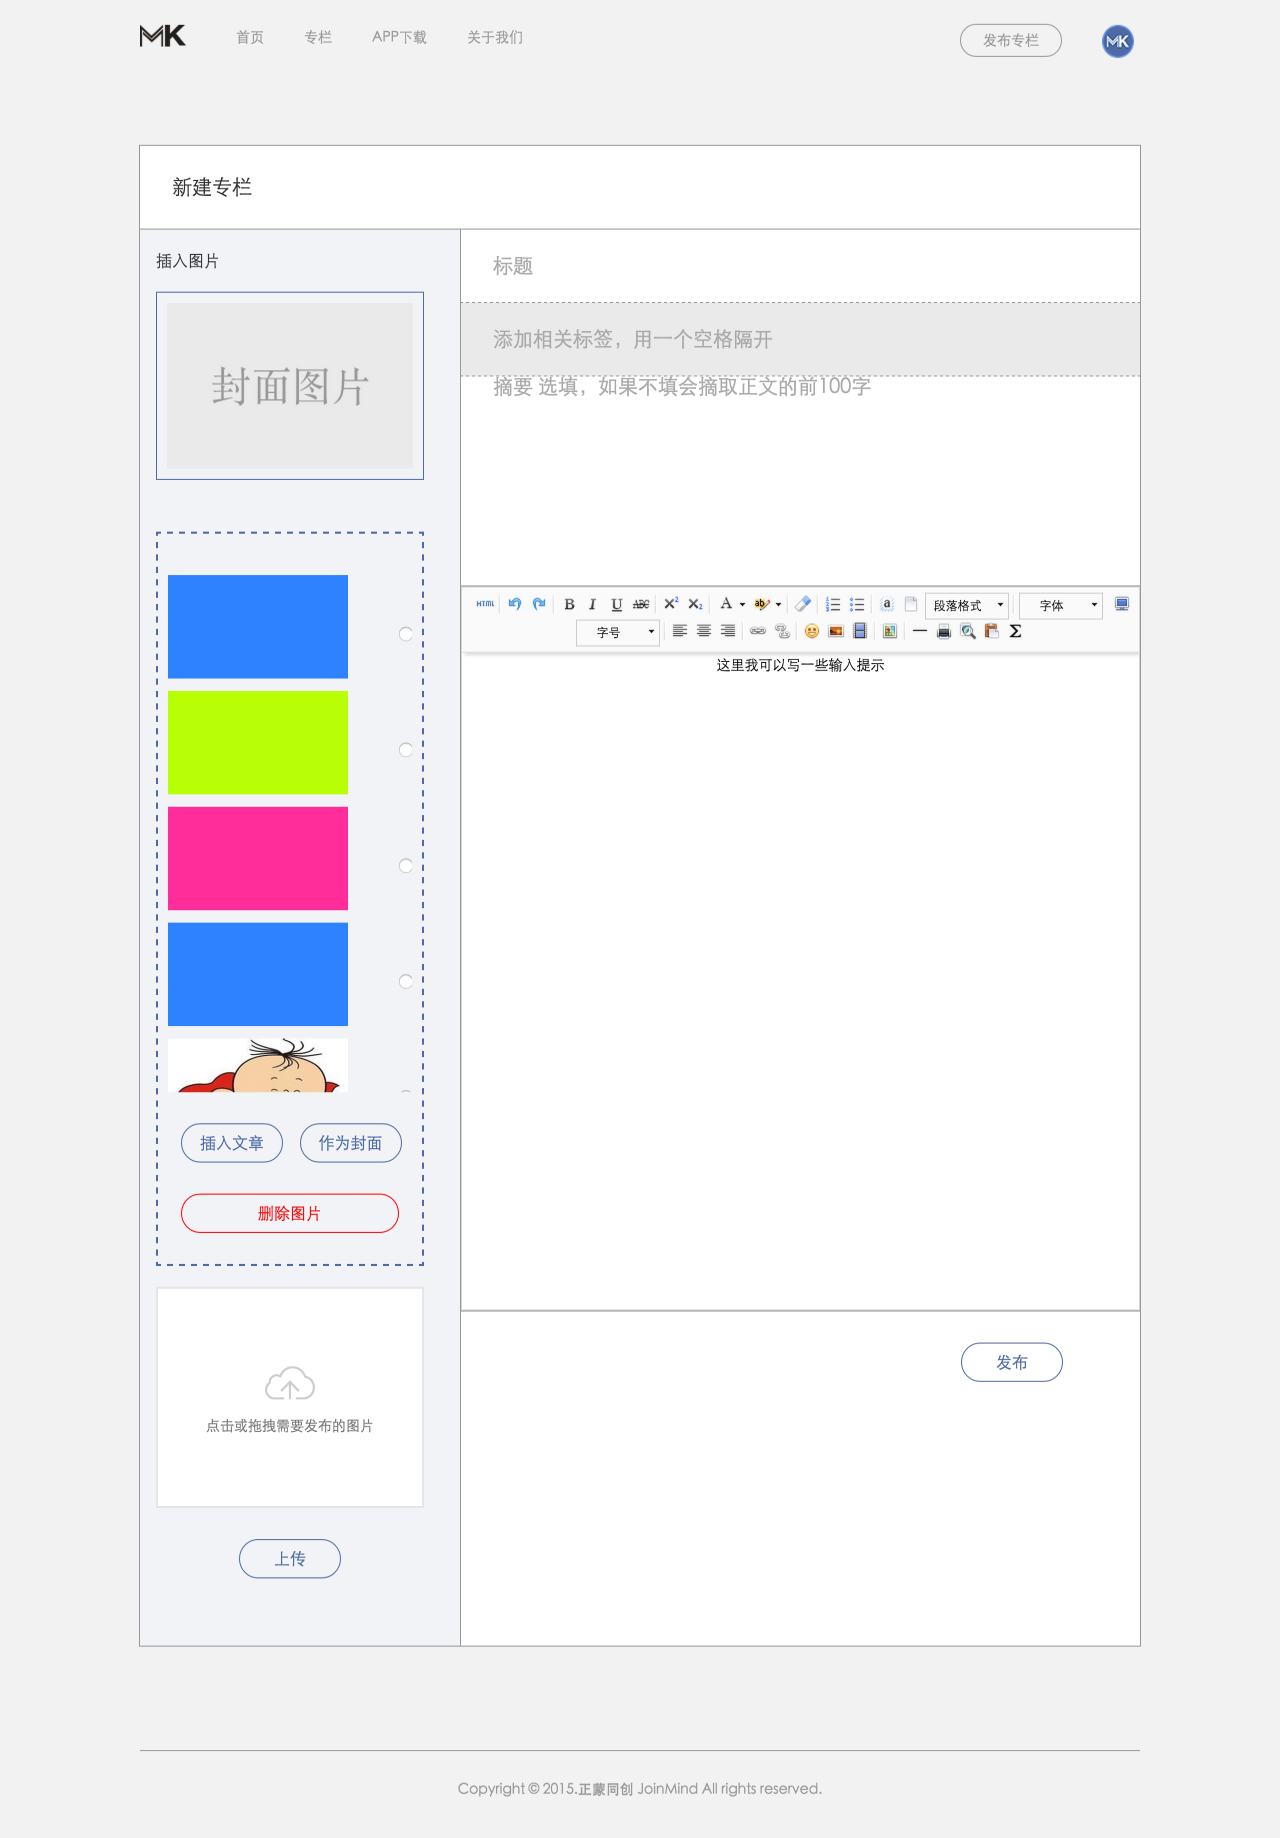 MK 首页 专栏 APP下载 关于我们 发布专栏 MK
新建专栏
插入图片
封面图片
插入文章 作为封面
删除图片
点击或拖拽需要发布的图片
上传
标题
添加相关标签，用一个空格隔开
摘要 选填，如果不填会摘取正文的前100字
HTML B I U ABC X² X₂ A ab a 段落格式 字体
字号 Σ
这里我可以写一些输入提示
发布
Copyright © 2015.正蒙同创 JoinMind All rights reserved.